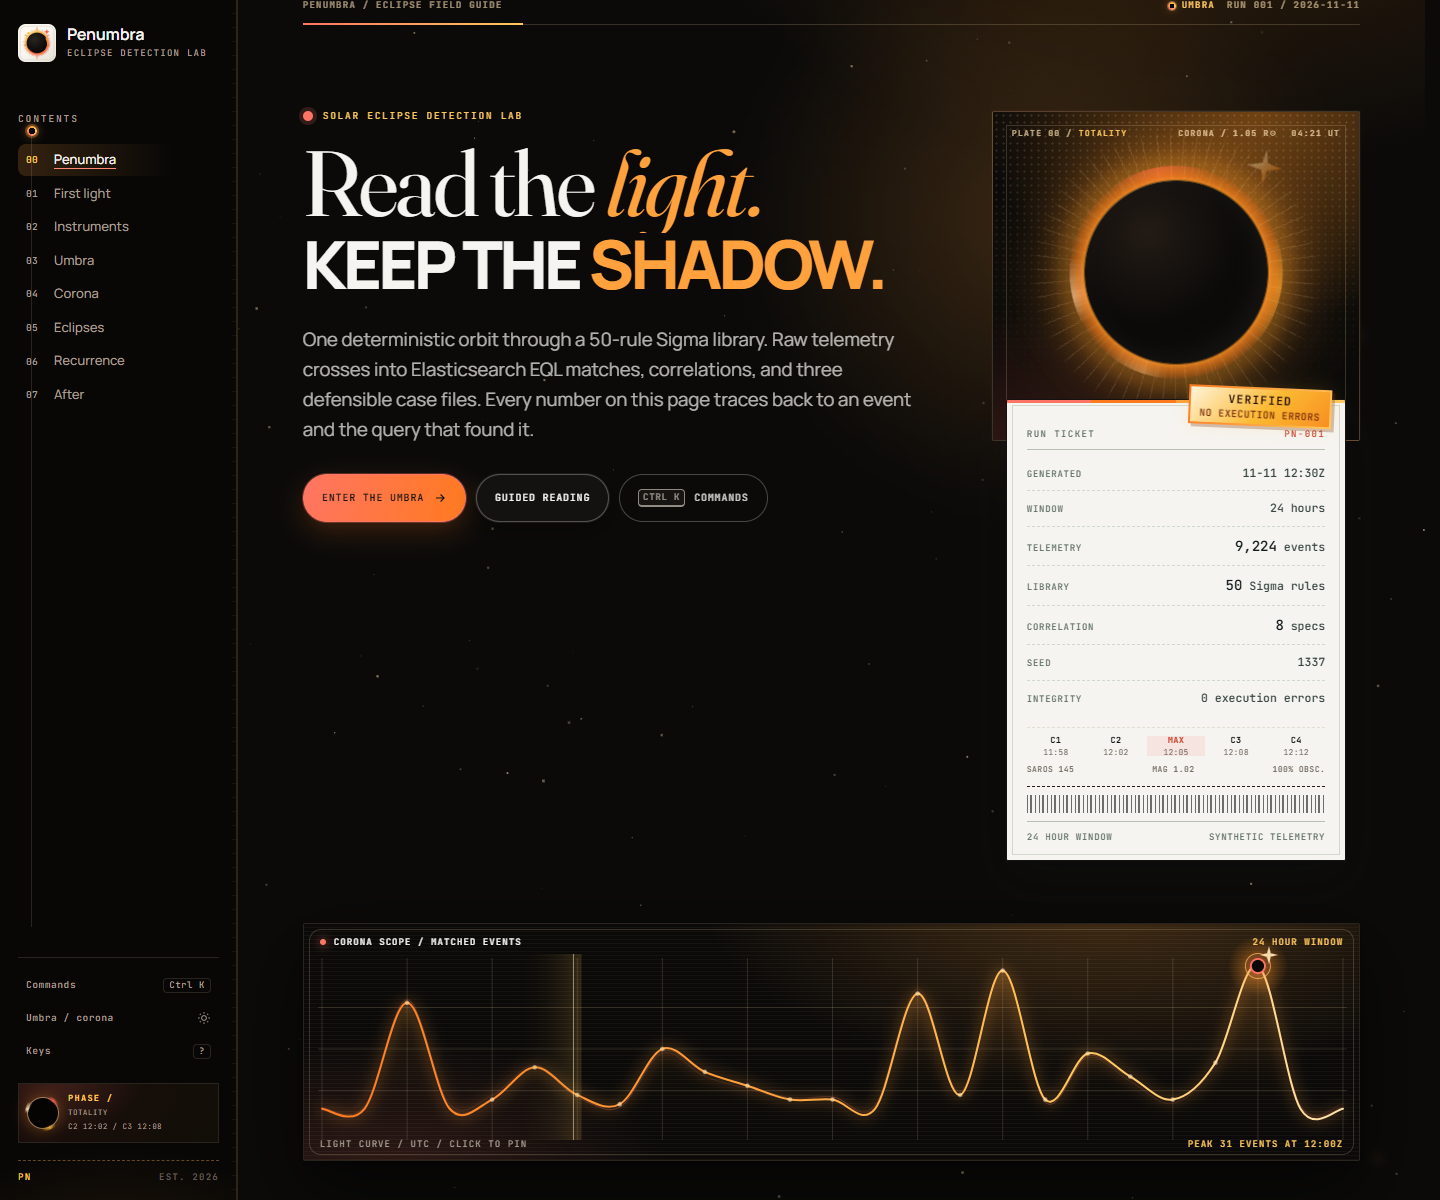 Penumbra
ECLIPSE DETECTION LAB
CONTENTS
00 Penumbra
01 First light
02 Instruments
03 Umbra
04 Corona
05 Eclipses
06 Recurrence
07 After
Commands Ctrl K
Umbra / corona
Keys ?
PHASE /
TOTALITY
C2 12:02 / C3 12:08
PN EST. 2026
PENUMBRA / ECLIPSE FIELD GUIDE
UMBRA RUN 001 / 2026-11-11
SOLAR ECLIPSE DETECTION LAB
Read the light.
KEEP THE SHADOW.
One deterministic orbit through a 50-rule Sigma library. Raw telemetry
crosses into Elasticsearch EQL matches, correlations, and three
defensible case files. Every number on this page traces back to an event
and the query that found it.
ENTER THE UMBRA →
GUIDED READING
CTRL K COMMANDS
PLATE 00 / TOTALITY CORONA / 1.05 R☉ 04:21 UT
VERIFIED
NO EXECUTION ERRORS
RUN TICKET PN-001
GENERATED 11-11 12:30Z
WINDOW 24 hours
TELEMETRY 9,224 events
LIBRARY 50 Sigma rules
CORRELATION 8 specs
SEED 1337
INTEGRITY 0 execution errors
C1 C2 MAX C3 C4
11:58 12:02 12:05 12:08 12:12
SAROS 145 MAG 1.02 100% OBSC.
24 HOUR WINDOW SYNTHETIC TELEMETRY
CORONA SCOPE / MATCHED EVENTS 24 HOUR WINDOW
LIGHT CURVE / UTC / CLICK TO PIN PEAK 31 EVENTS AT 12:00Z